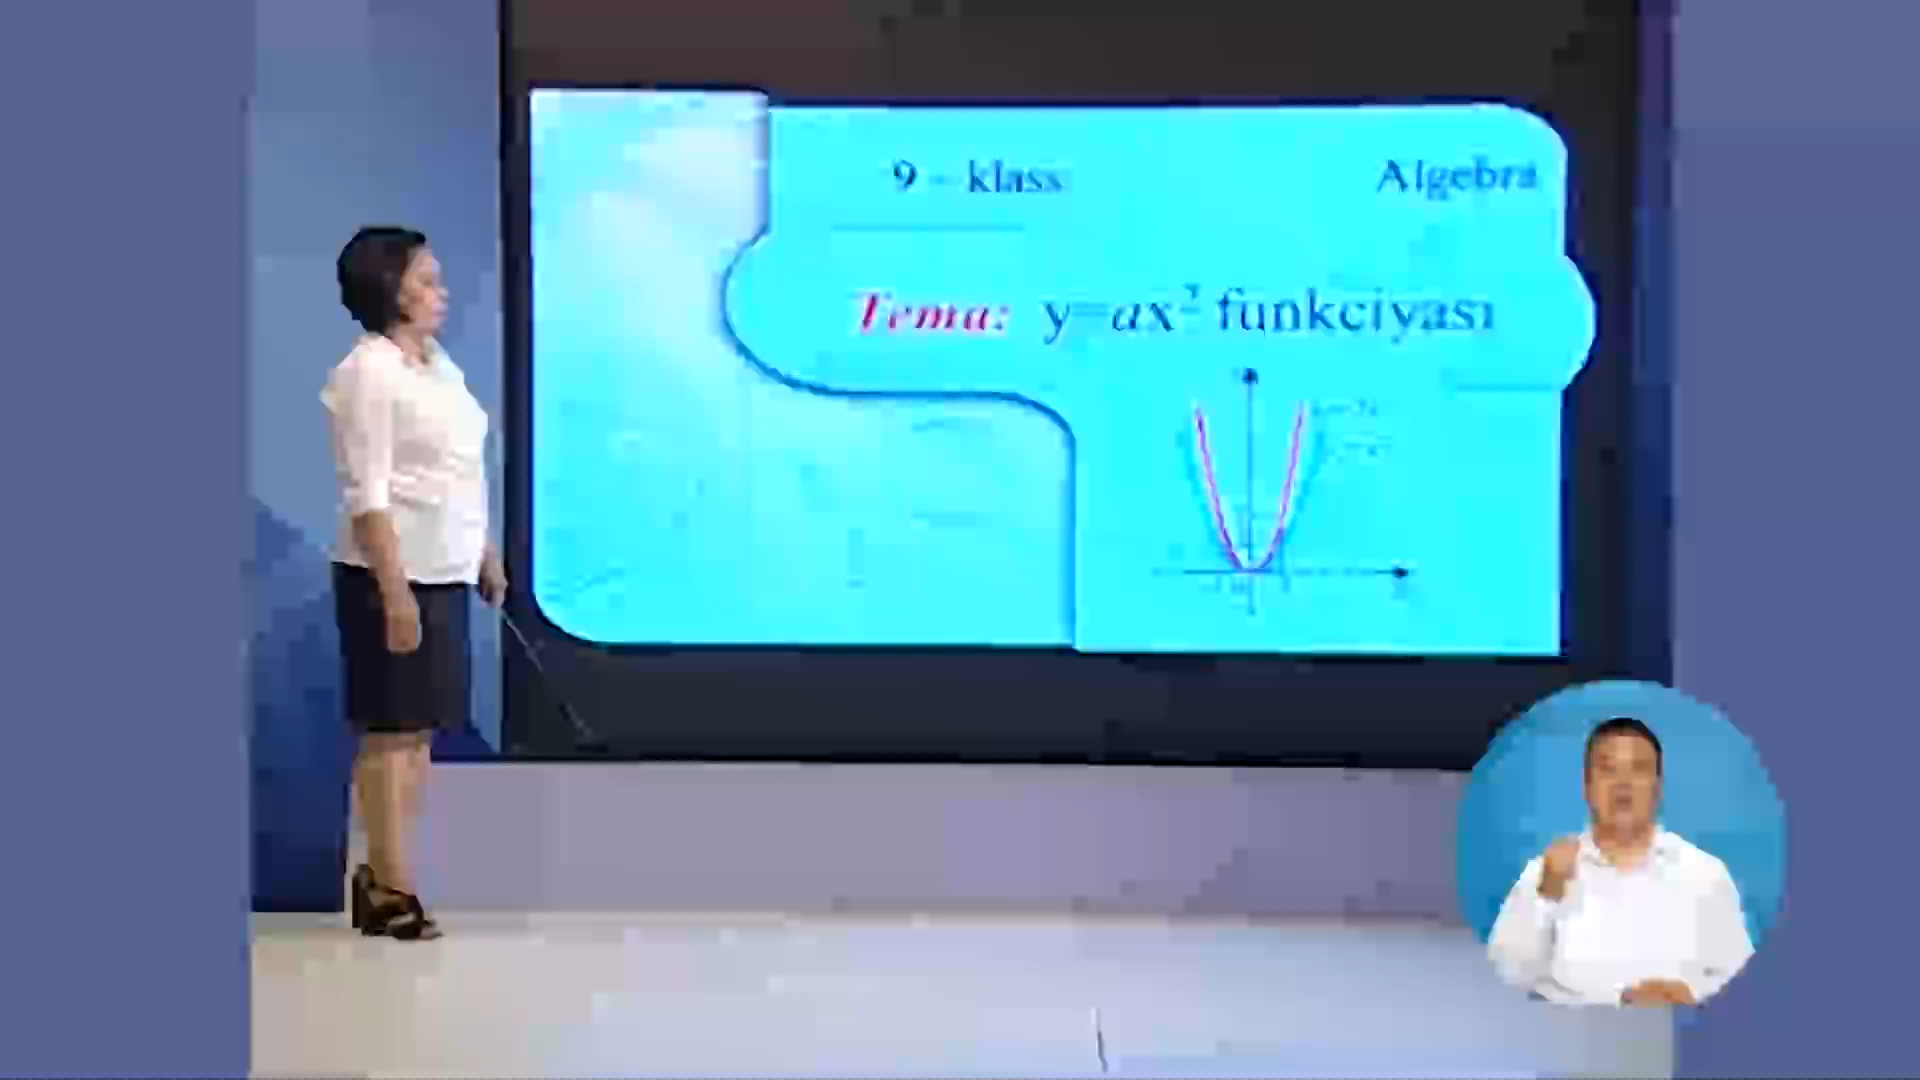 9 – klass
Algebra
Tema: y=ax² funkciyası